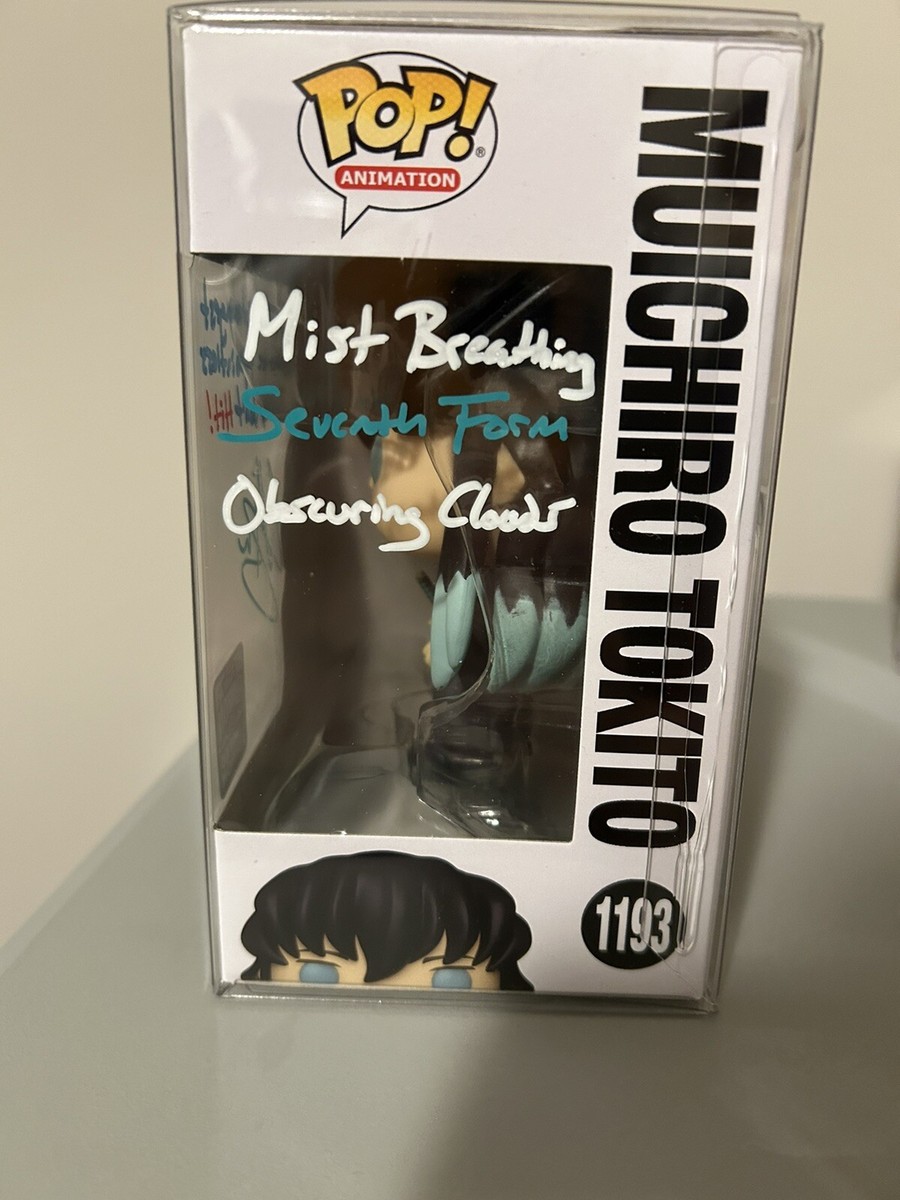 POP!®
ANIMATION
MUICHIRO TOKITO
1193
Mist Breathing
Seventh Form
Obscuring Clouds